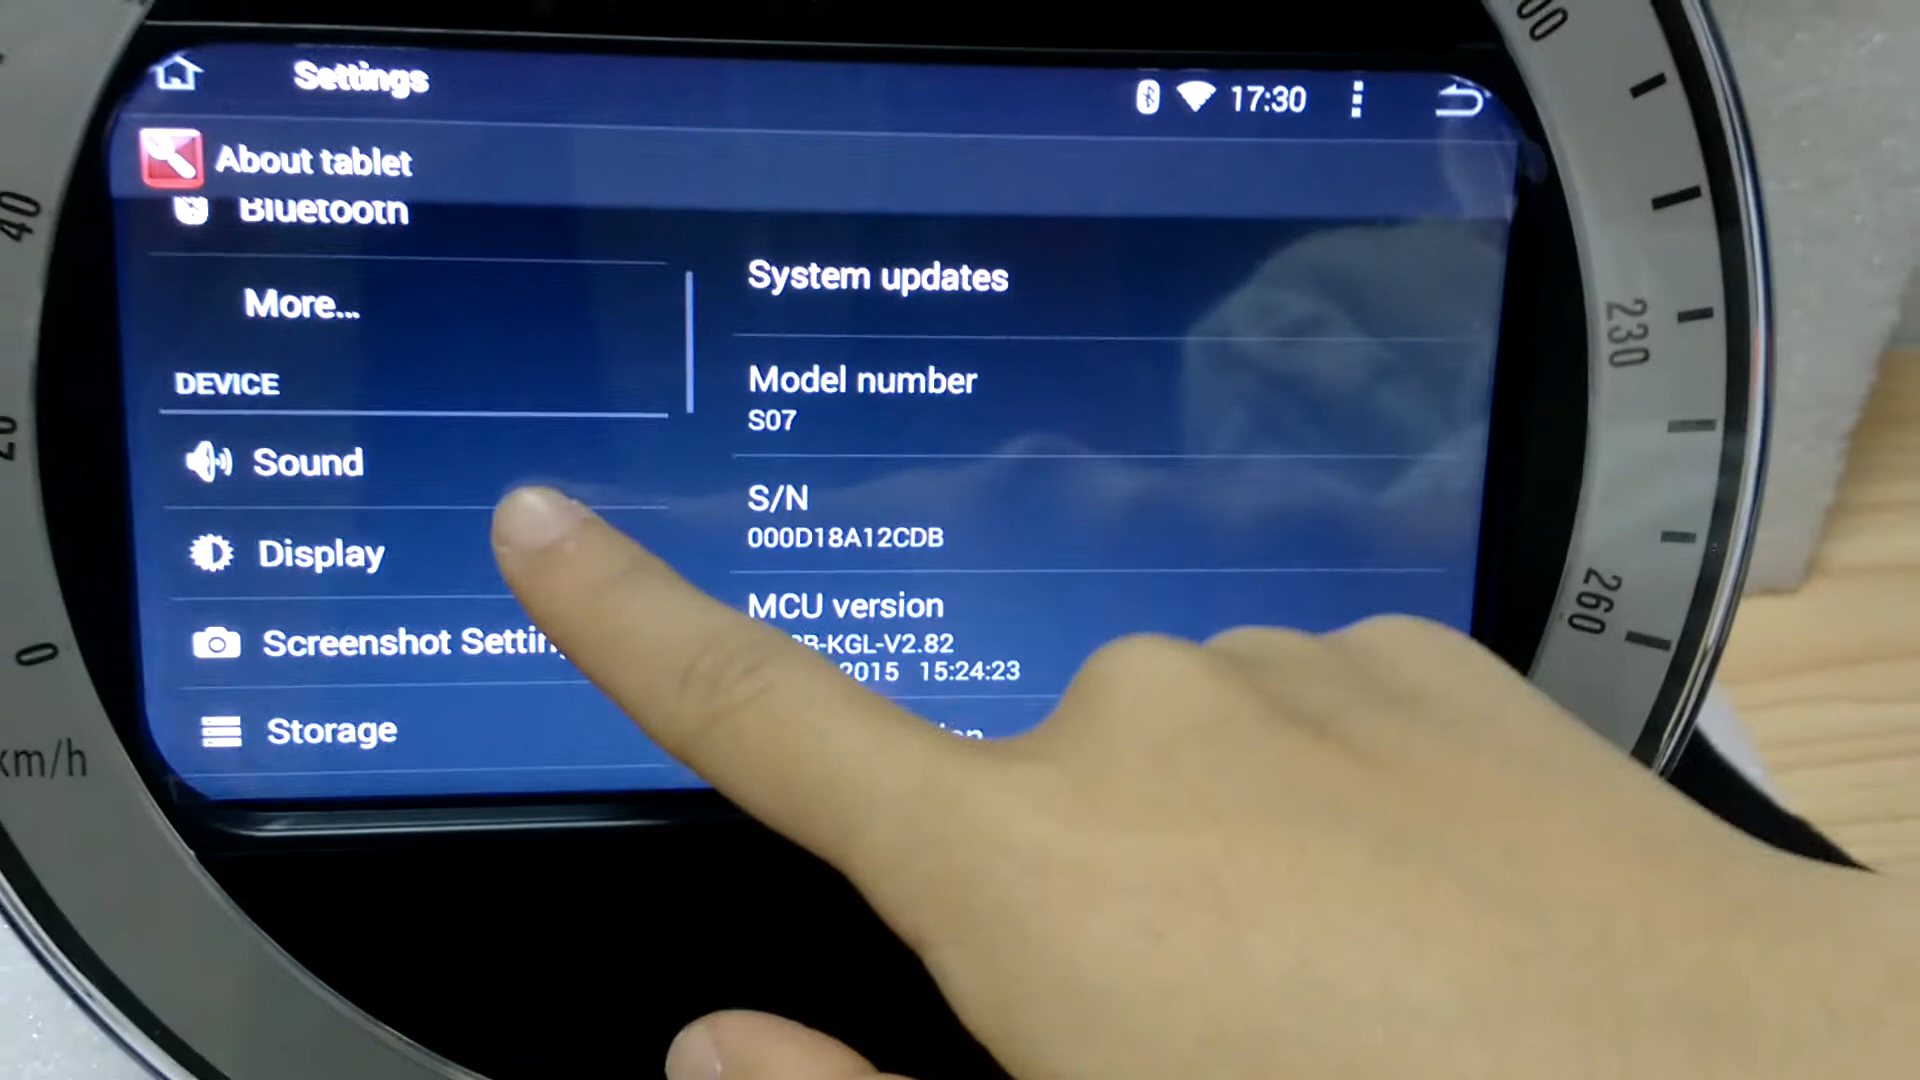 Settings
17:30
About tablet
Bluetooth
More...
DEVICE
Sound
Display
Screenshot
Storage
System updates
Model number
S07
S/N
000D18A12CDB
MCU version
B-KGL-V2.82
2015 15:24:23
40
20
0
km/h
230
260